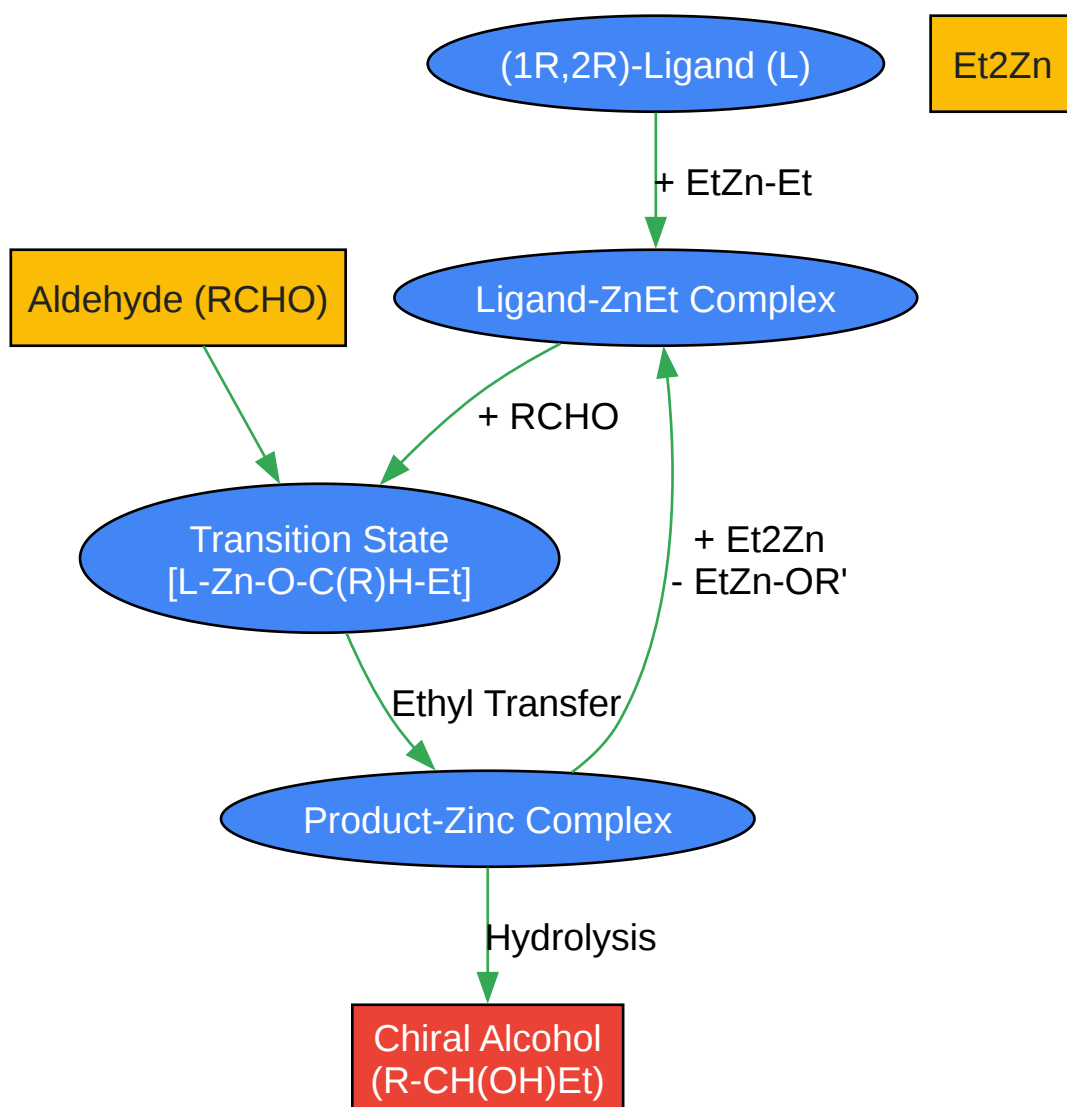 (1R,2R)-Ligand (L)
Et2Zn
+ EtZn-Et
Aldehyde (RCHO)
Ligand-ZnEt Complex
+ RCHO
Transition State
[L-Zn-O-C(R)H-Et]
+ Et2Zn
- EtZn-OR'
Ethyl Transfer
Product-Zinc Complex
Hydrolysis
Chiral Alcohol
(R-CH(OH)Et)